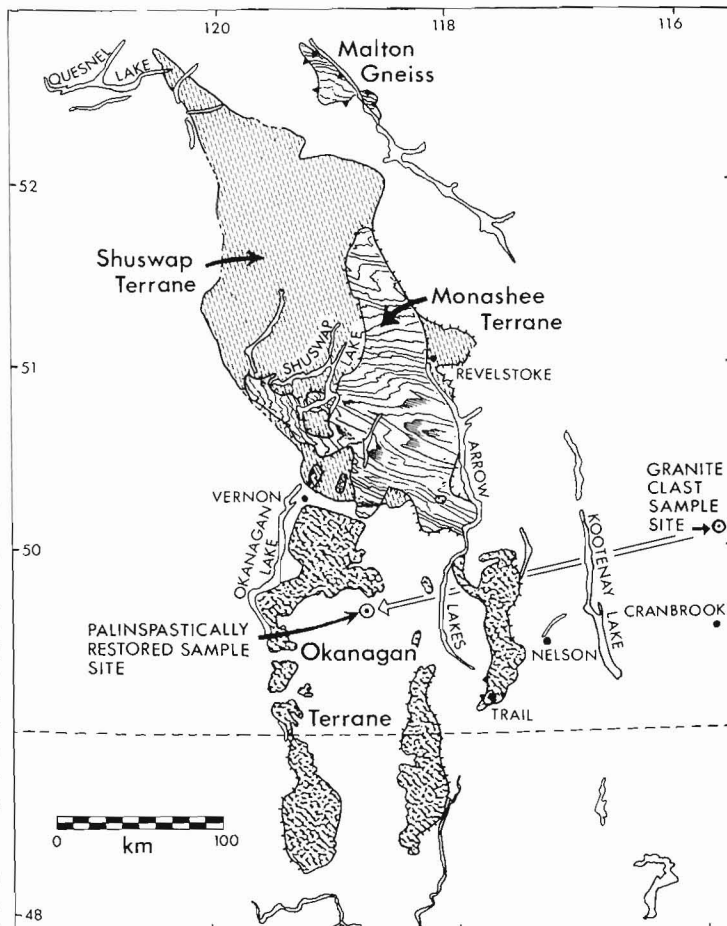 120
118
116
QUESNEL
LAKE
Malton
Gneiss
52
Shuswap
Terrane
Monashee
Terrane
SHUSWAP
LAKE
51
REVELSTOKE
ARROW
LAKES
GRANITE
CLAST
SAMPLE
SITE
VERNON
OKANAGAN
LAKE
50
KOOTENAY
LAKE
CRANBROOK
PALINSPASTICALLY
RESTORED SAMPLE
SITE
Okanagan
Terrane
NELSON
TRAIL
0
100
km
48